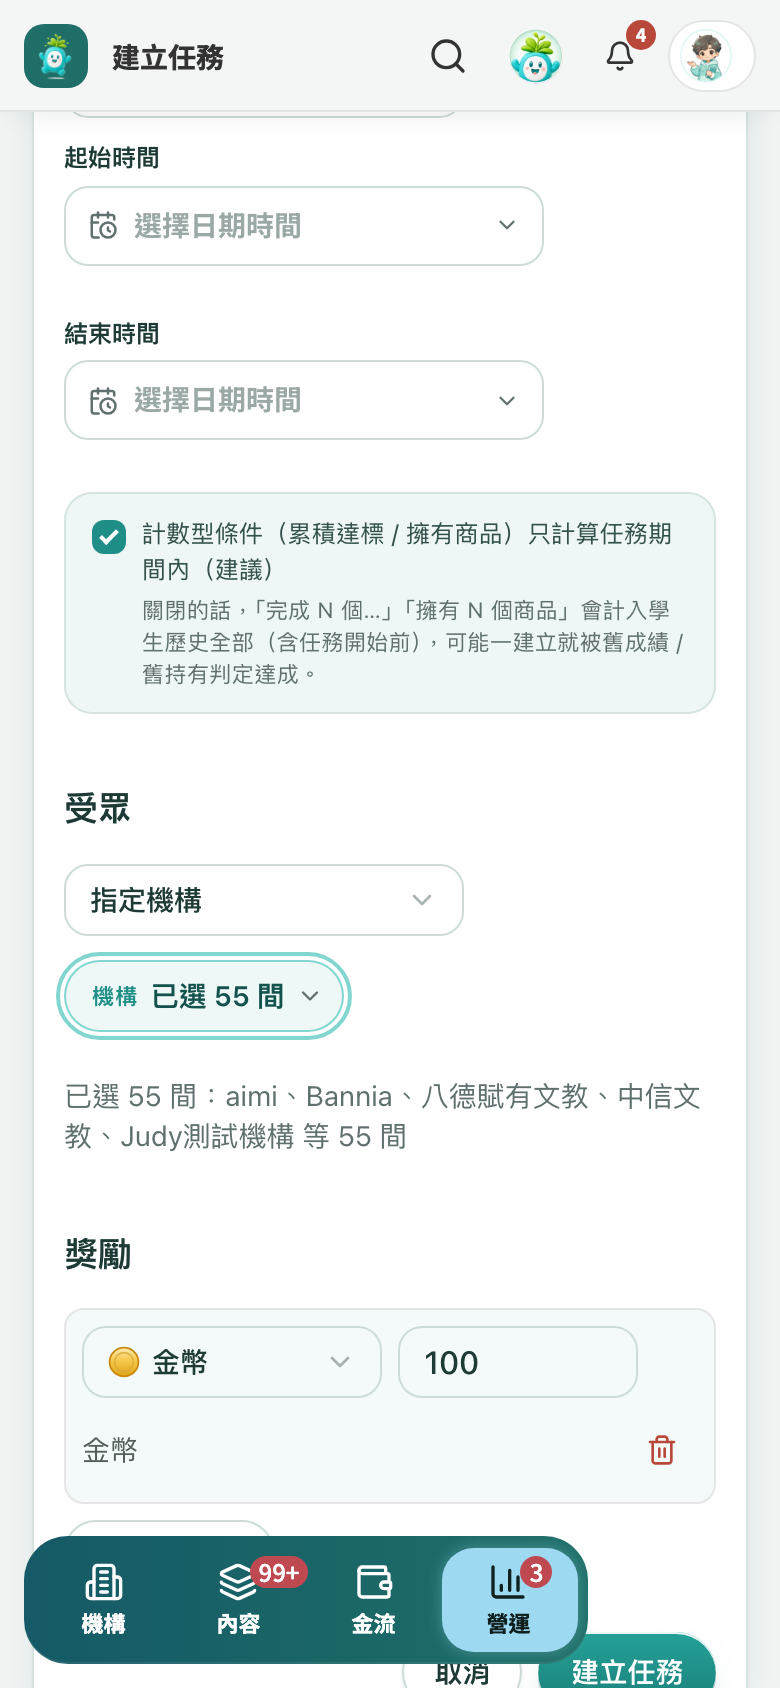 建立任務
4
起始時間
選擇日期時間
結束時間
選擇日期時間
計數型條件（累積達標 / 擁有商品）只計算任務期
間內（建議）
關閉的話，「完成 N 個...」「擁有 N 個商品」會計入學
生歷史全部（含任務開始前），可能一建立就被舊成績 /
舊持有判定達成。
受眾
指定機構
機構 已選 55 間
已選 55 間：aimi、Bannia、八德賦有文教、中信文
教、Judy測試機構 等 55 間
獎勵
金幣
100
金幣
99+
3
機構
內容
金流
營運
取消
建立任務